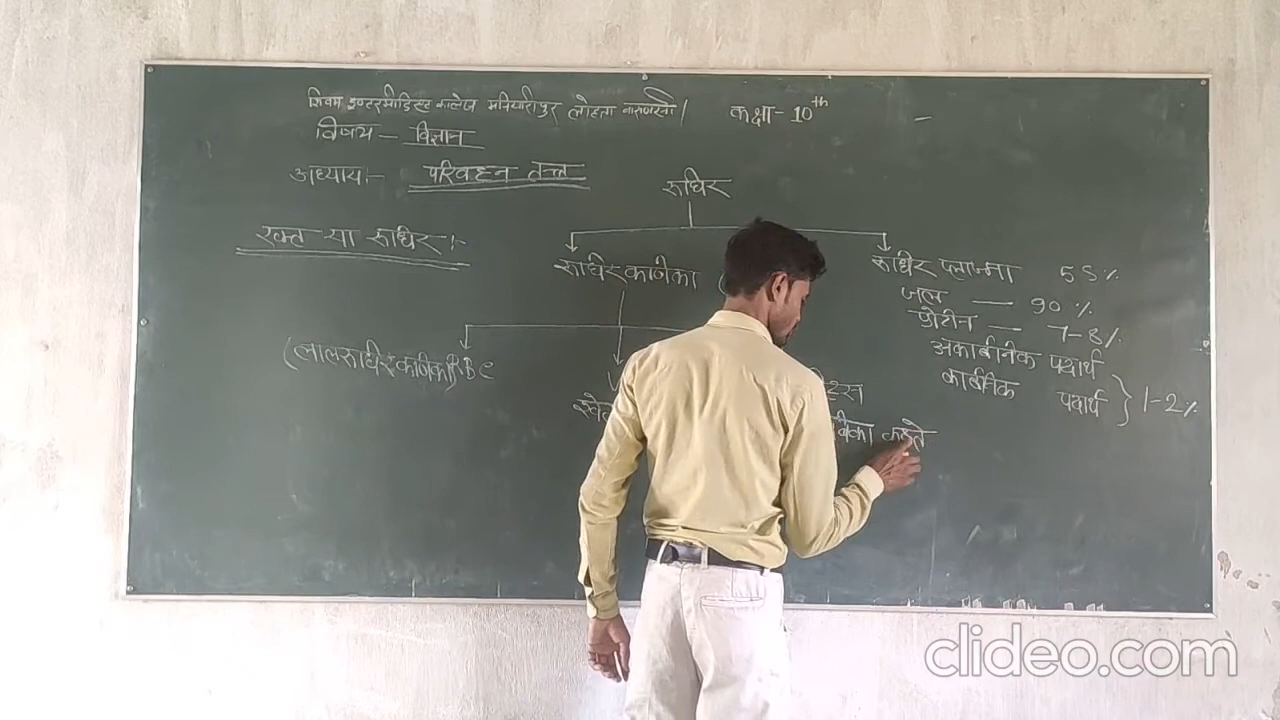 शिवम इण्टरमीडिएट कालेज मनियारीपुर लोहता वाराणसी। कक्षा - 10th
विषय - विज्ञान
अध्याय:- परिवहन तन्त्र
रुधिर
रक्त या रुधिर :-
रुधिर कणिका
रुधिर प्लाज्मा 55%
जल — 90%
प्रोटीन — 7-8%
अकार्बनिक पदार्थ
कार्बनिक पदार्थ } 1-2%
(लाल रुधिर कणिका) RBC
कहते
clideo.com